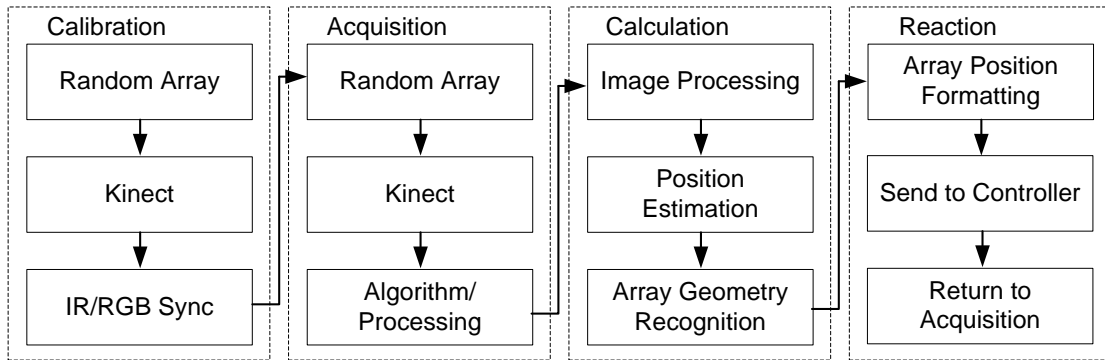 Calibration
Random Array
Kinect
IR/RGB Sync
Acquisition
Random Array
Kinect
Algorithm/
Processing
Calculation
Image Processing
Position
Estimation
Array Geometry
Recognition
Reaction
Array Position
Formatting
Send to Controller
Return to
Acquisition